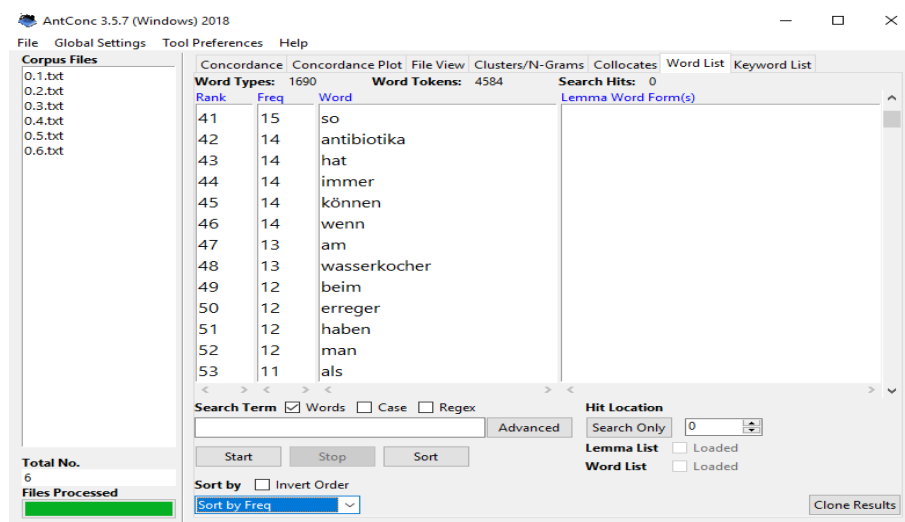 AntConc 3.5.7 (Windows) 2018
File Global Settings Tool Preferences Help
Corpus Files
0.1.txt
0.2.txt
0.3.txt
0.4.txt
0.5.txt
0.6.txt
Total No.
6
Files Processed
Concordance Concordance Plot File View Clusters/N-Grams Collocates Word List Keyword List
Word Types: 1690 Word Tokens: 4584 Search Hits: 0
Rank Freq Word Lemma Word Form(s)
41 15 so
42 14 antibiotika
43 14 hat
44 14 immer
45 14 können
46 14 wenn
47 13 am
48 13 wasserkocher
49 12 beim
50 12 erreger
51 12 haben
52 12 man
53 11 als
Search Term Words Case Regex Hit Location
Advanced Search Only 0
Start Stop Sort Lemma List Loaded
Word List Loaded
Sort by Invert Order
Sort by Freq Clone Results